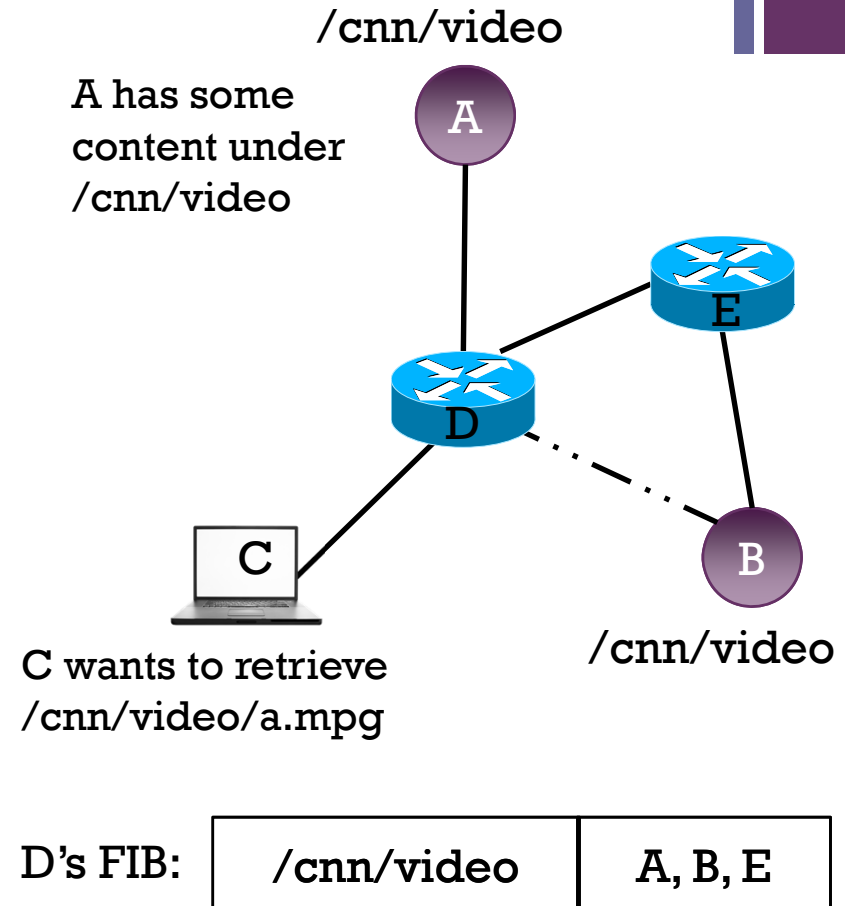 /cnn/video
A has some
content under
/cnn/video
A
E
D
C
B
/cnn/video
C wants to retrieve
/cnn/video/a.mpg
D’s FIB:
/cnn/video
A, B, E